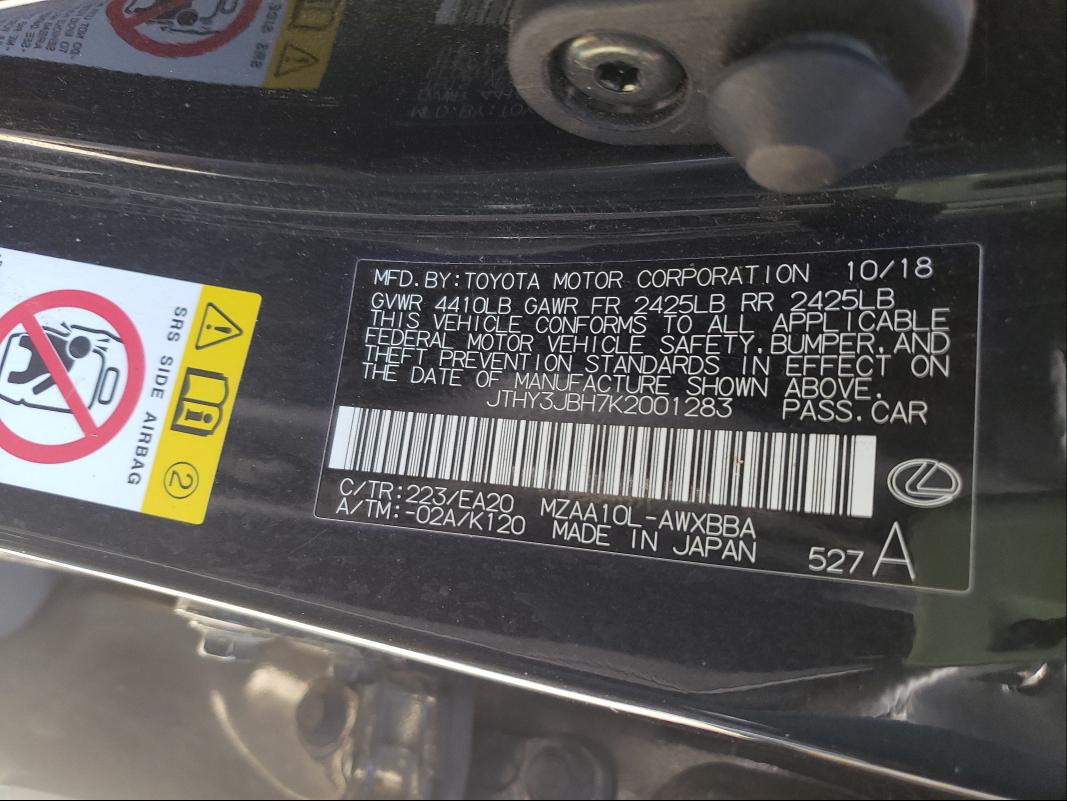 MFD.BY:TOYOTA MOTOR CORPORATION 10/18
GVWR 4410LB GAWR FR 2425LB RR 2425LB
THIS VEHICLE CONFORMS TO ALL APPLICABLE
FEDERAL MOTOR VEHICLE SAFETY, BUMPER, AND
THEFT PREVENTION STANDARDS IN EFFECT ON
THE DATE OF MANUFACTURE SHOWN ABOVE.
JTHY3JBH7K2001283 PASS.CAR
C/TR:223/EA20 MZAA10L-AWXBBA
A/TM:-02A/K120 MADE IN JAPAN 527 A
SRS SIDE AIRBAG
2
SRS SIDE